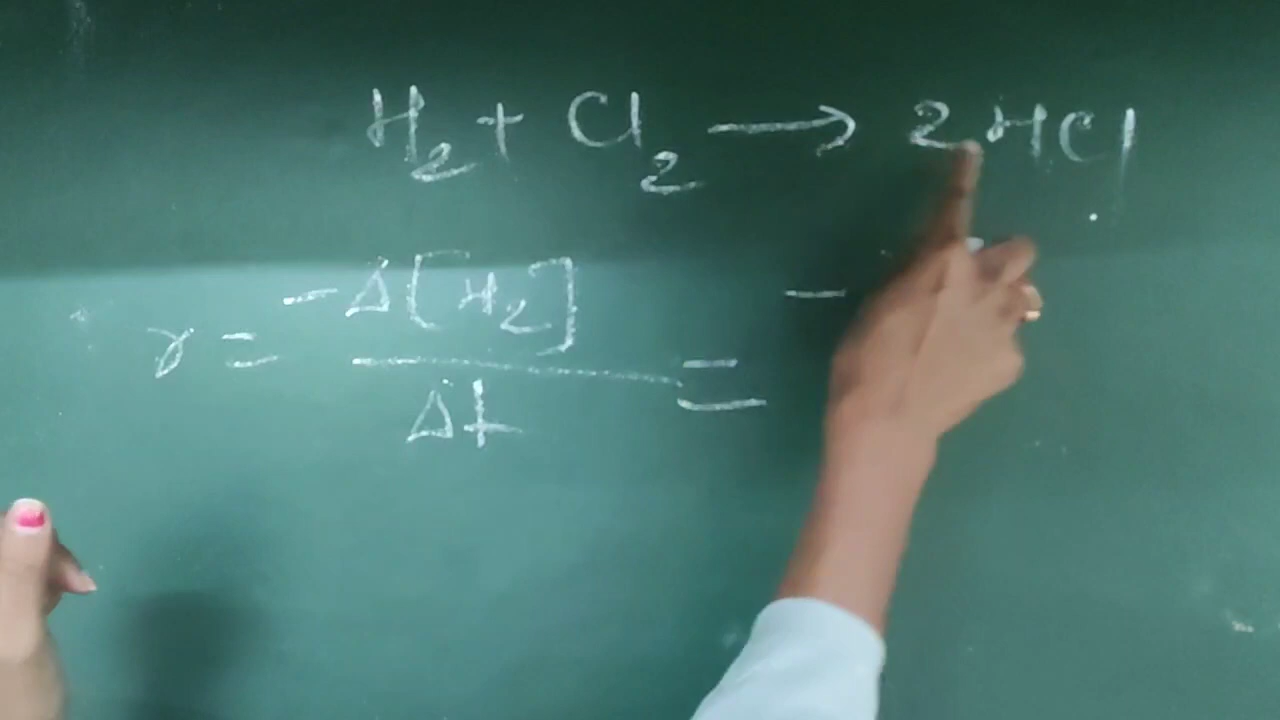 H₂ + Cl₂ → 2HCl
r = -Δ[H₂] / Δt = -